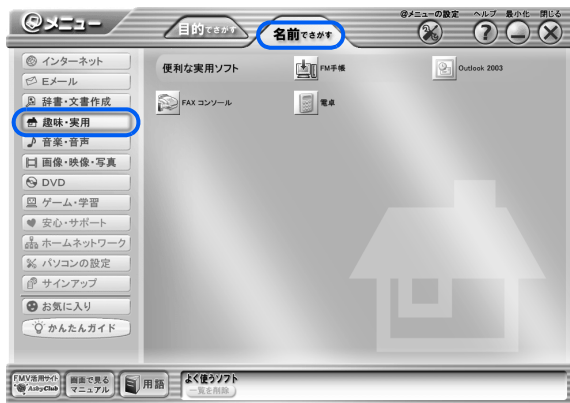 @メニュー
目的でさがす
名前でさがす
@メニューの設定 ヘルプ 最小化 閉じる
インターネット
Eメール
辞書・文書作成
趣味・実用
音楽・音声
画像・映像・写真
DVD
ゲーム・学習
安心・サポート
ホームネットワーク
パソコンの設定
サインアップ
お気に入り
かんたんガイド
便利な実用ソフト
FM手帳
Outlook 2003
FAX コンソール
電卓
FMV活用サイト
AzbyClub
画面で見る
マニュアル
用語
よく使うソフト
一覧を削除